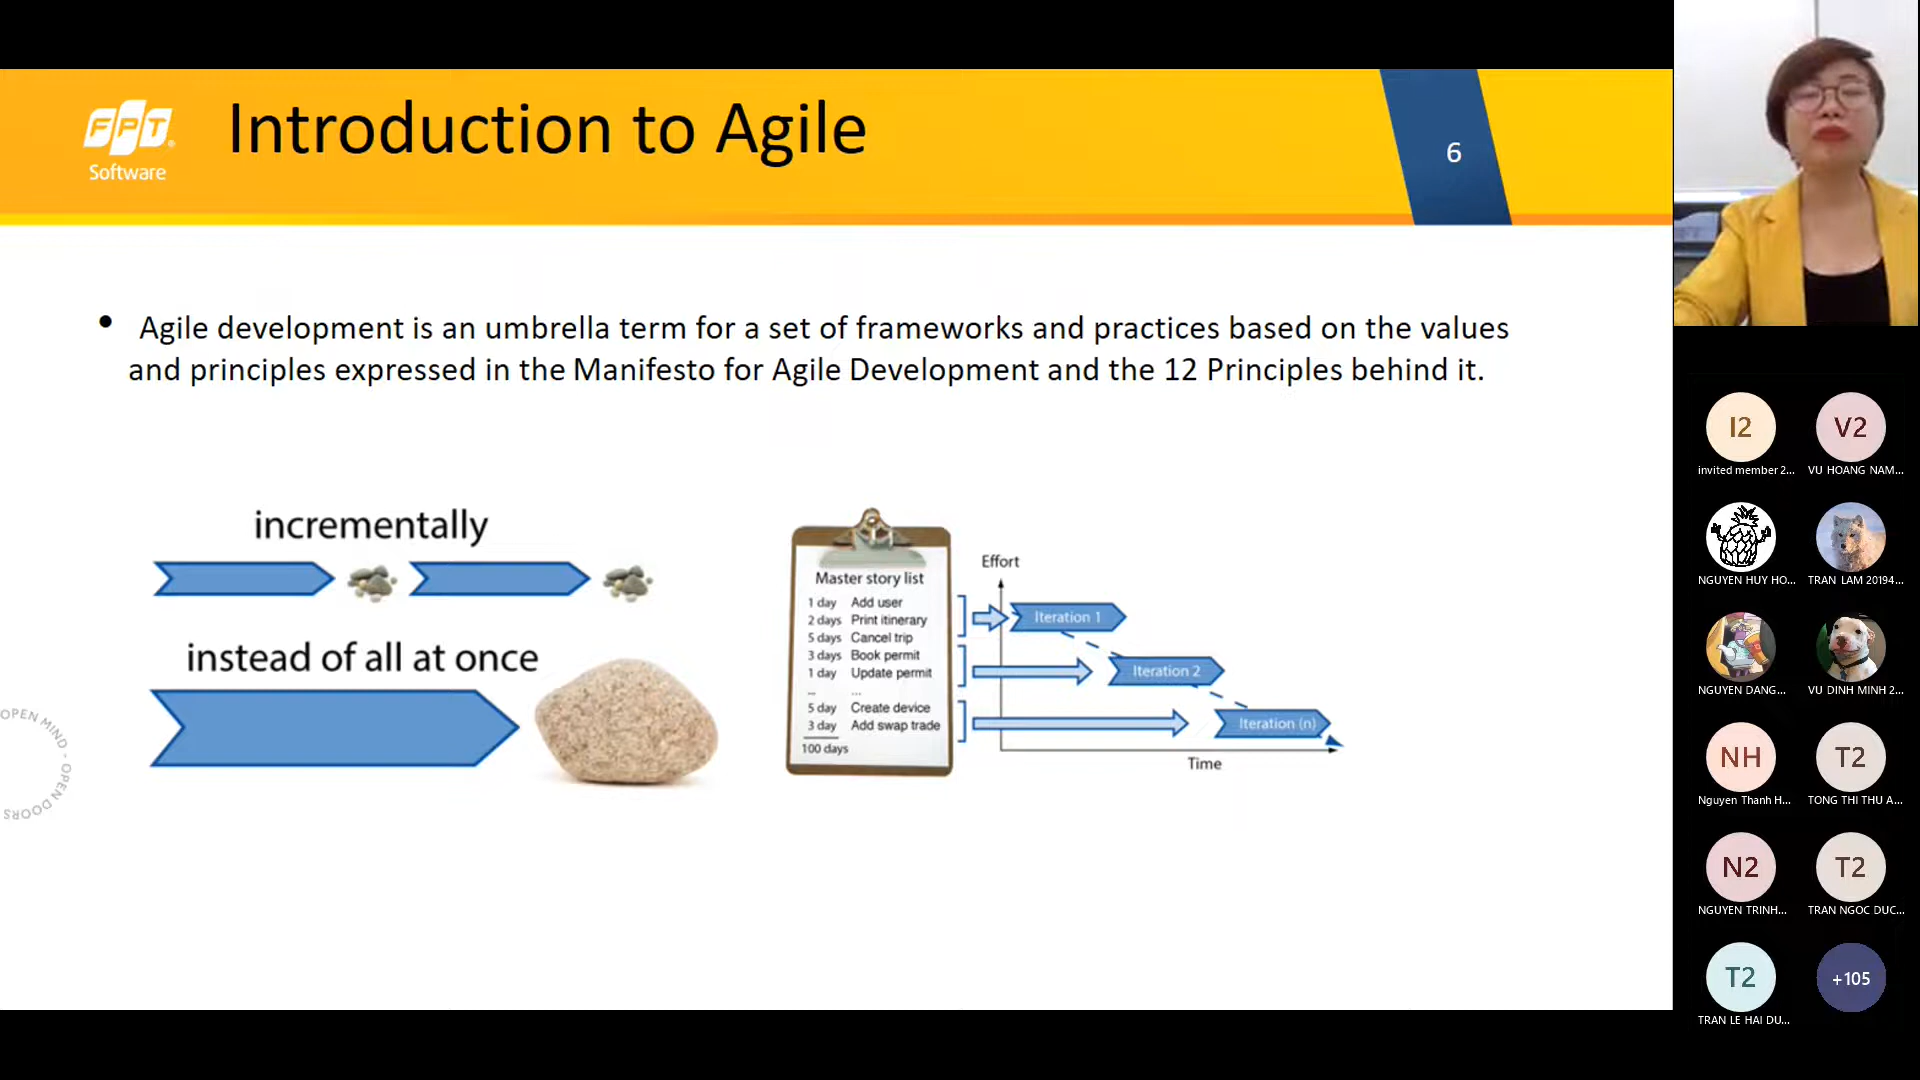 FPT
Software
Introduction to Agile
6
• Agile development is an umbrella term for a set of frameworks and practices based on the values
and principles expressed in the Manifesto for Agile Development and the 12 Principles behind it.
incrementally
instead of all at once
Master story list
1 day Add user
2 days Print itinerary
5 days Cancel trip
3 days Book permit
1 day Update permit
... ...
5 day Create device
3 day Add swap trade
100 days
Effort
Iteration 1
Iteration 2
Iteration (n)
Time
OPEN MIND - OPEN DOORS
I2
invited member 2...
V2
VU HOANG NAM...
NGUYEN HUY HO...
TRAN LAM 20194...
NGUYEN DANG...
VU DINH MINH 2...
NH
Nguyen Thanh H...
T2
TONG THI THU A...
N2
NGUYEN TRINH...
T2
TRAN NGOC DUC...
T2
TRAN LE HAI DU...
+105